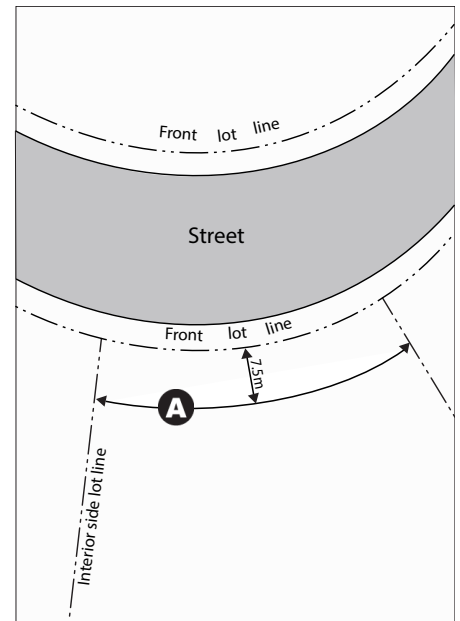 Front lot line
Street
Front lot line
7.5m
A
Interior side lot line